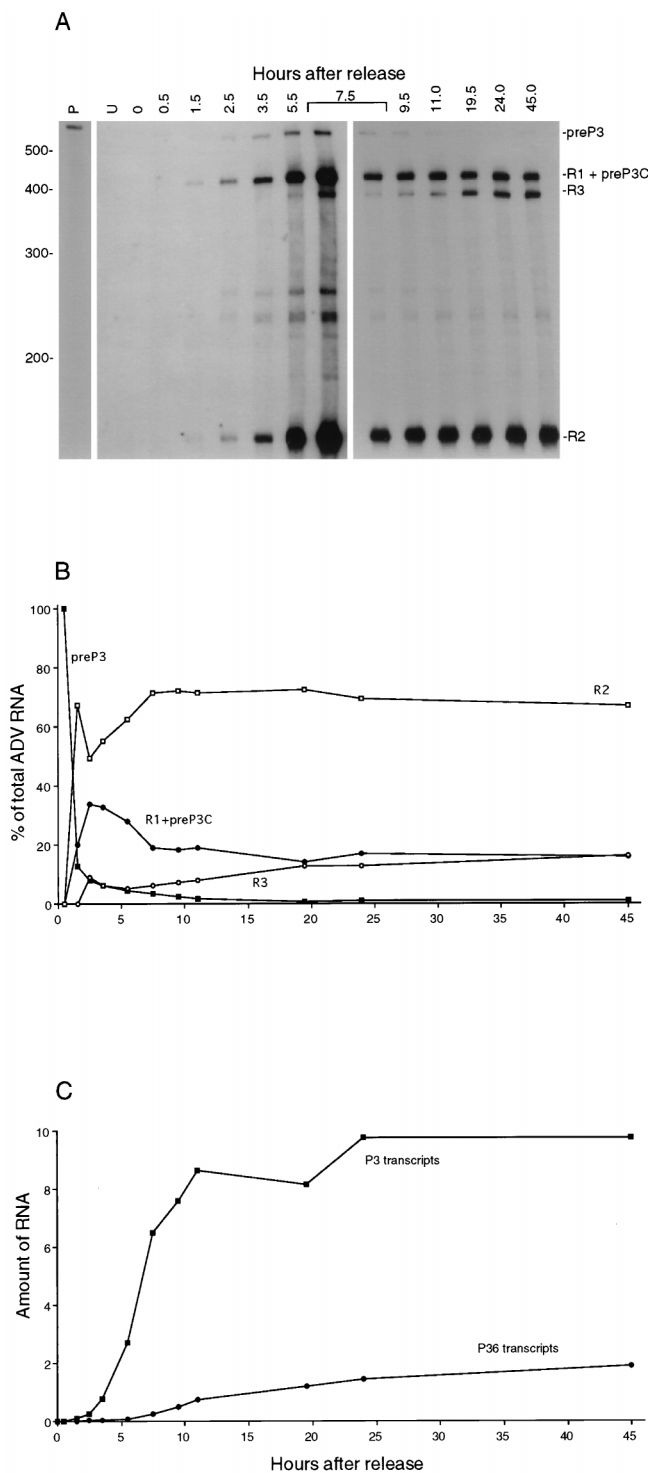 A
Hours after release
P
U
0
0.5
1.5
2.5
3.5
5.5
7.5
9.5
11.0
19.5
24.0
45.0
500-
400-
300-
200-
-preP3
-R1 + preP3C
-R3
-R2
B
% of total ADV RNA
100
80
60
40
20
0
preP3
R2
R1+preP3C
R3
0 5 10 15 20 25 30 35 40 45
C
Amount of RNA
10
8
6
4
2
0
P3 transcripts
P36 transcripts
0 5 10 15 20 25 30 35 40 45
Hours after release